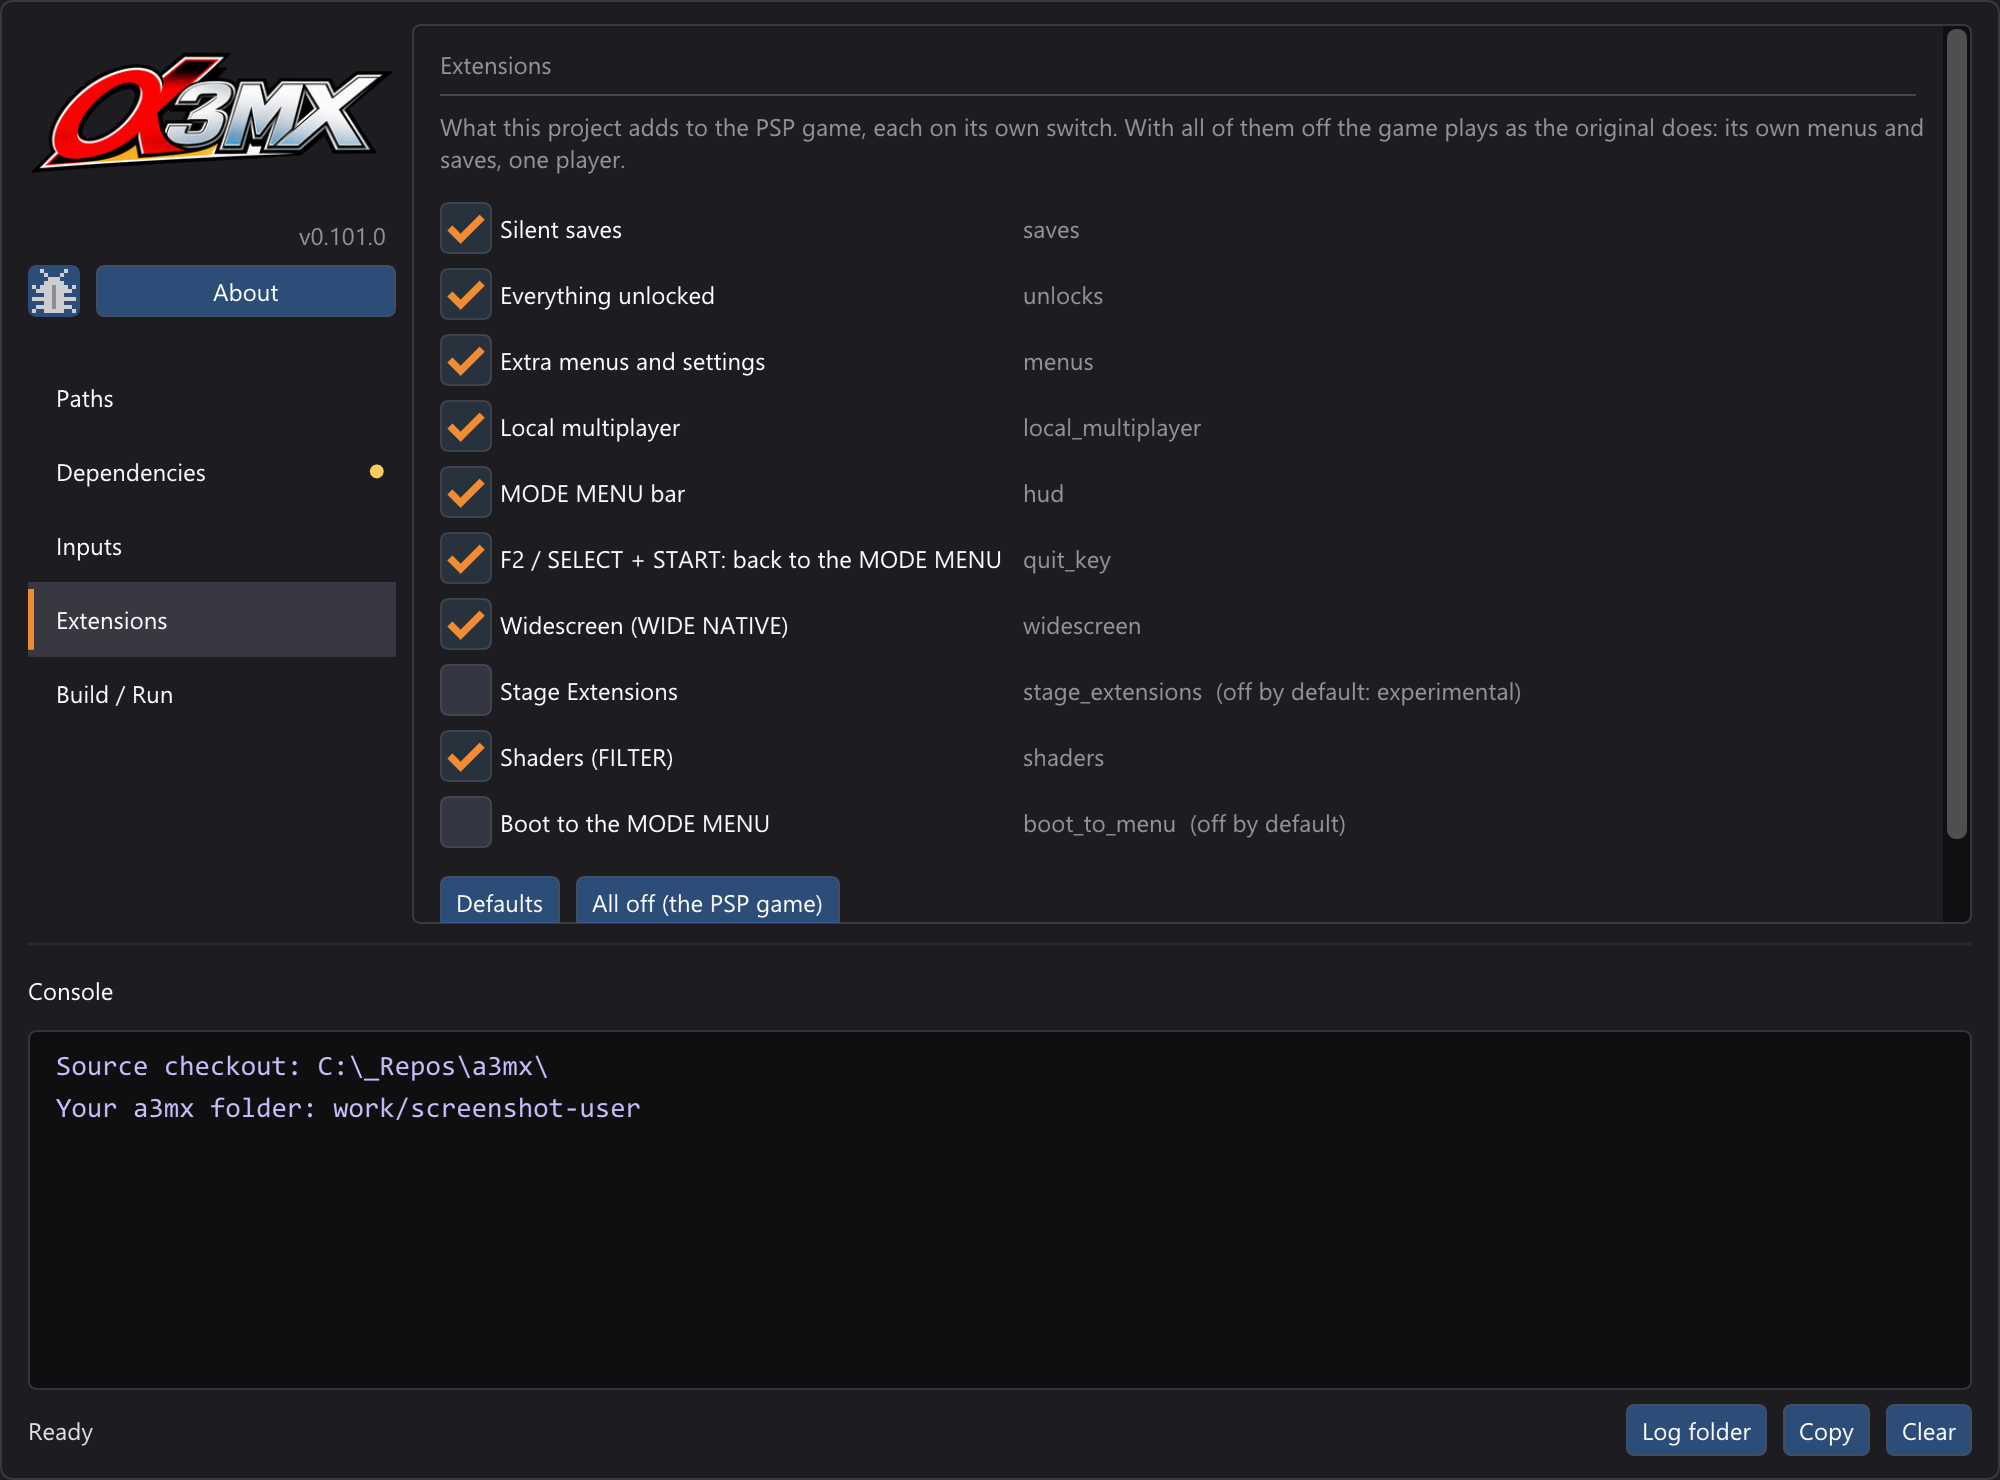 α3MX
v0.101.0
About
Paths
Dependencies
Inputs
Extensions
Build / Run
Extensions
What this project adds to the PSP game, each on its own switch. With all of them off the game plays as the original does: its own menus and
saves, one player.
Silent saves saves
Everything unlocked unlocks
Extra menus and settings menus
Local multiplayer local_multiplayer
MODE MENU bar hud
F2 / SELECT + START: back to the MODE MENU quit_key
Widescreen (WIDE NATIVE) widescreen
Stage Extensions stage_extensions (off by default: experimental)
Shaders (FILTER) shaders
Boot to the MODE MENU boot_to_menu (off by default)
Defaults All off (the PSP game)
Console
Source checkout: C:\_Repos\a3mx\
Your a3mx folder: work/screenshot-user
Ready
Log folder Copy Clear